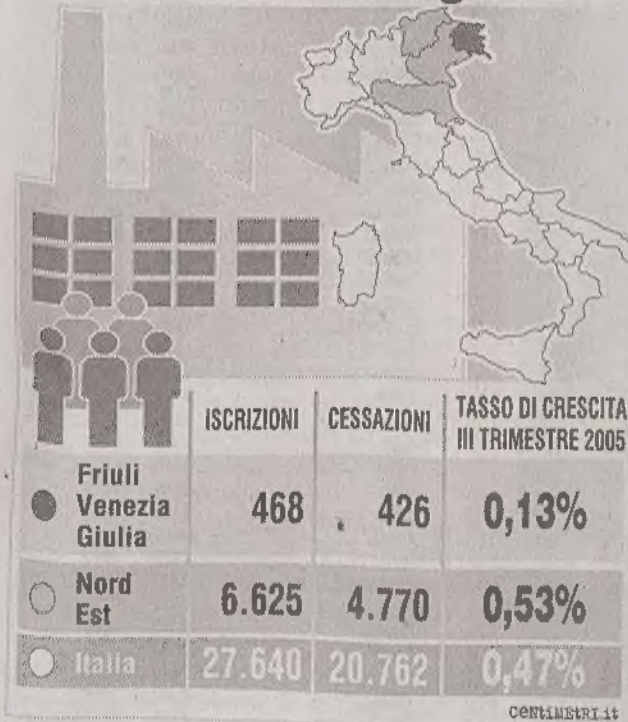 ISCRIZIONI CESSAZIONI TASSO DI CRESCITA
III TRIMESTRE 2005
Friuli
Venezia
Giulia
468 426 0,13%
Nord
Est
6.625 4.770 0,53%
Italia 27.640 20.762 0,47%
CENTIMETRI.it